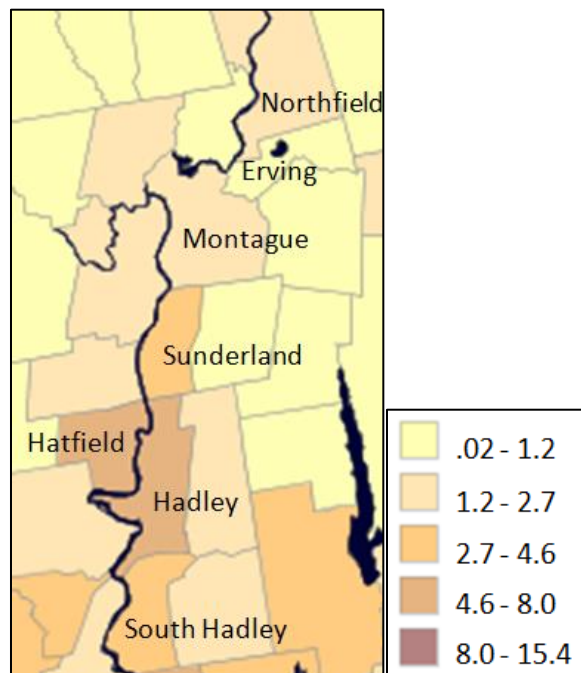 Northfield
Erving
Montague
Sunderland
Hatfield
Hadley
South Hadley
.02 - 1.2
1.2 - 2.7
2.7 - 4.6
4.6 - 8.0
8.0 - 15.4